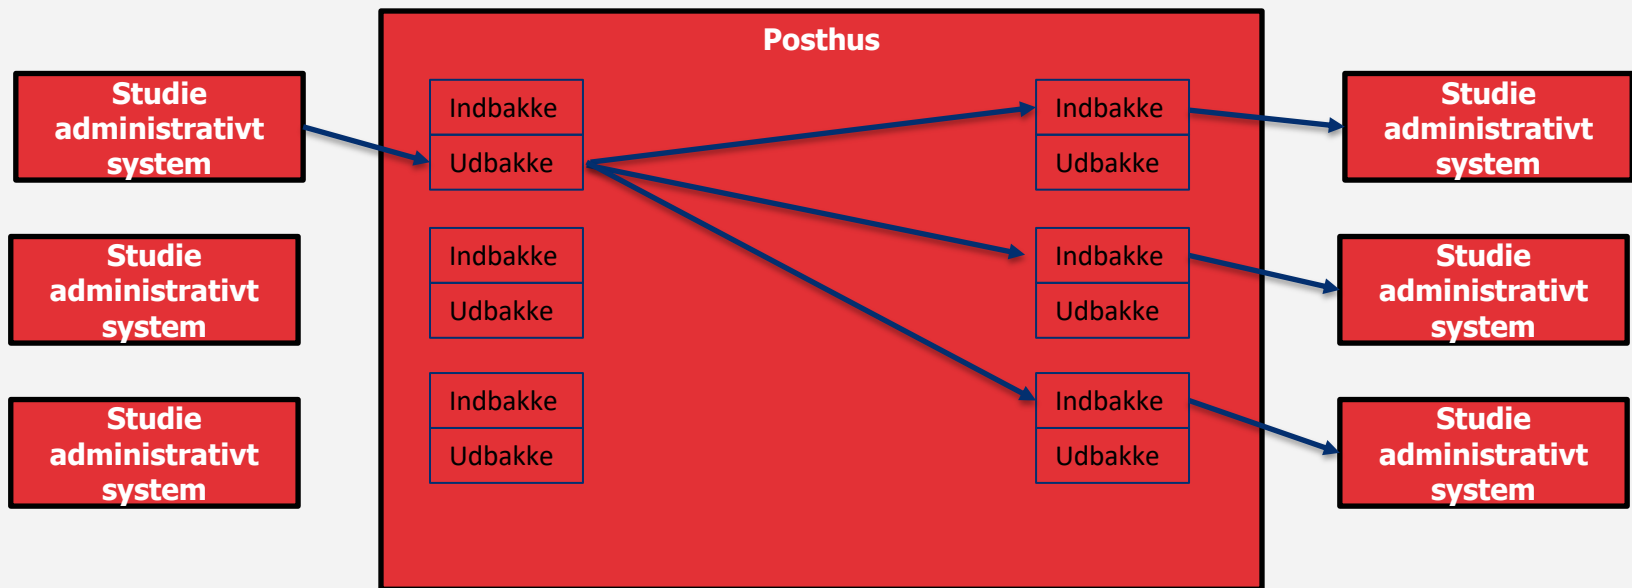 Posthus
Studie
administrativt
system
Indbakke
Udbakke
Indbakke
Udbakke
Studie
administrativt
system
Studie
administrativt
system
Indbakke
Udbakke
Indbakke
Udbakke
Studie
administrativt
system
Studie
administrativt
system
Indbakke
Udbakke
Indbakke
Udbakke
Studie
administrativt
system